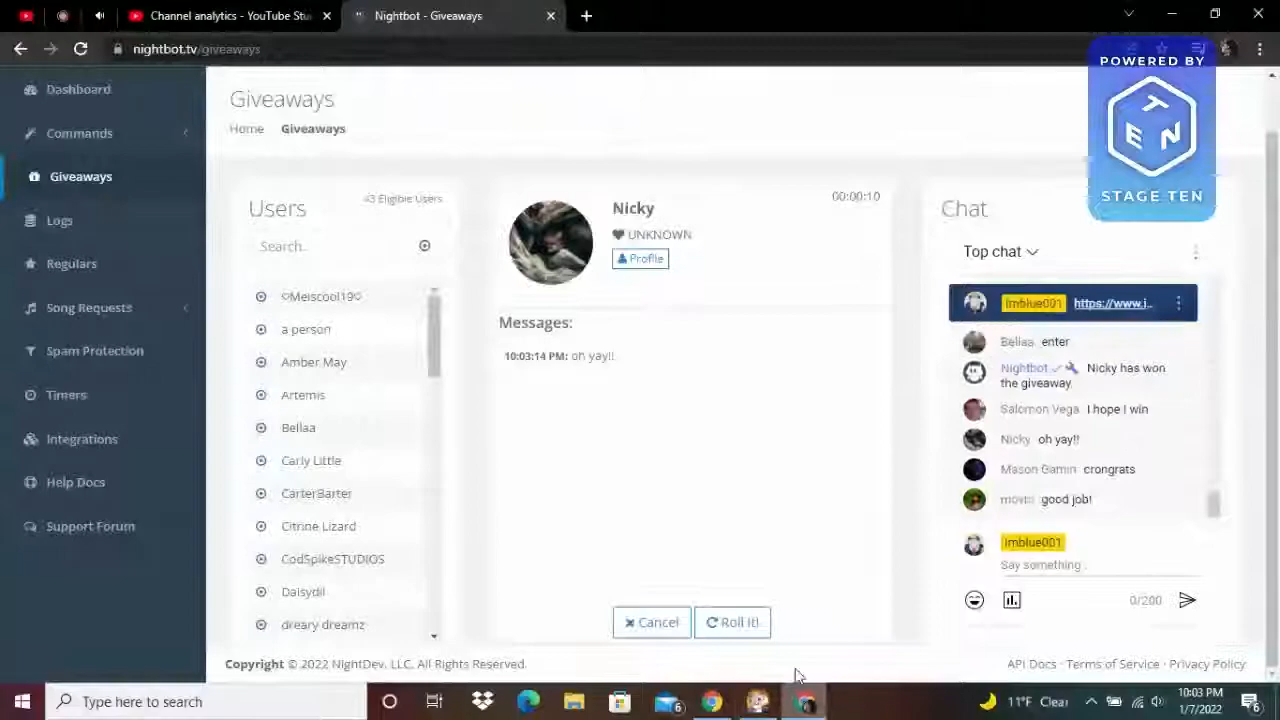 Channel analytics - YouTube Stu
Nightbot - Giveaways
nightbot.tv/giveaways
POWERED BY
TEN
STAGE TEN
Dashboard
Commands
Giveaways
Logs
Regulars
Song Requests
Spam Protection
Timers
Integrations
Help Docs
Support Forum
Giveaways
Home Giveaways
Users
43 Eligible Users
Search..
♡Meiscool19♡
a person
Amber May
Artemis
Bellaa
Carly Little
CarterBarter
Citrine Lizard
CodSpikeSTUDIOS
Daisydil
dreary dreamz
Nicky
00:00:10
UNKNOWN
Profile
Messages:
10:03:14 PM: oh yay!!
Cancel
Roll It!
Chat
Top chat
Imblue001 https://www.i...
Bellaa enter
Nightbot Nicky has won
the giveaway
Salomon Vega I hope I win
Nicky oh yay!!
Mason Gamin crongrats
good job!
Imblue001
Say something
0/200
Copyright © 2022 NightDev, LLC. All Rights Reserved.
API Docs - Terms of Service - Privacy Policy
Type here to search
6
11°F Clear
10:03 PM
1/7/2022
6